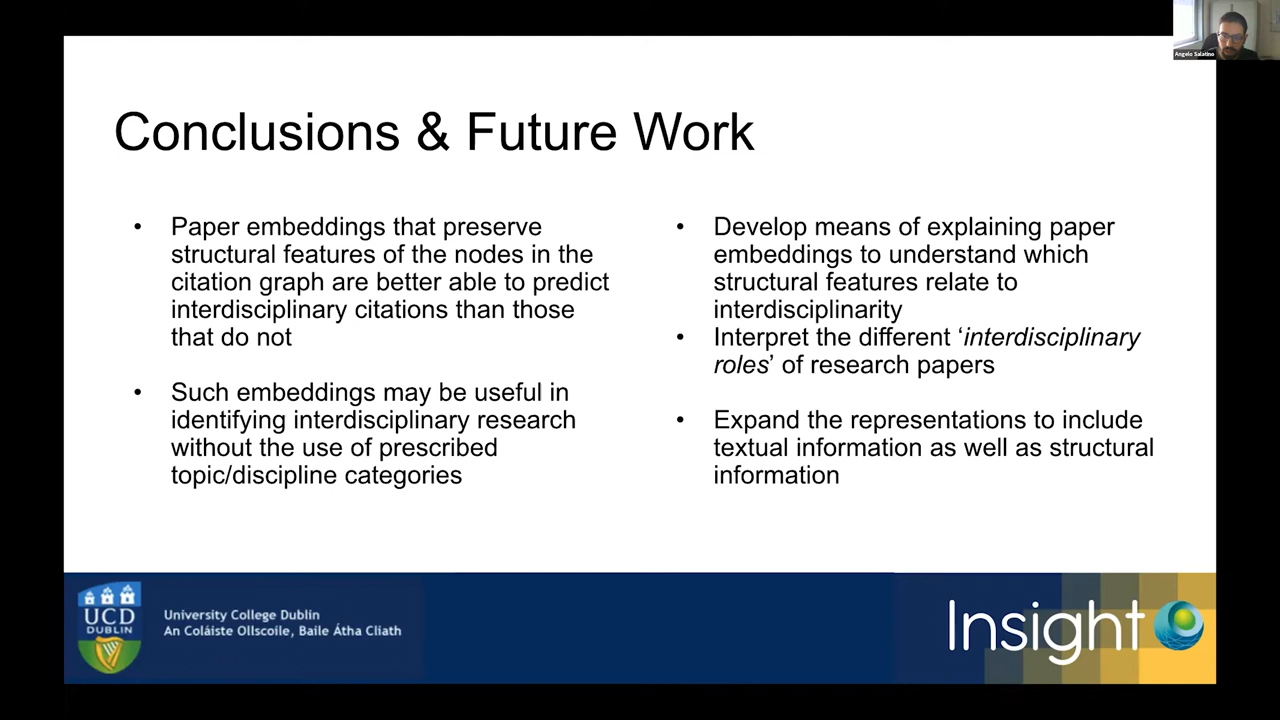 Angelo Salatino
Conclusions & Future Work
• Paper embeddings that preserve
structural features of the nodes in the
citation graph are better able to predict
interdisciplinary citations than those
that do not
• Such embeddings may be useful in
identifying interdisciplinary research
without the use of prescribed
topic/discipline categories
• Develop means of explaining paper
embeddings to understand which
structural features relate to
interdisciplinarity
• Interpret the different ‘interdisciplinary
roles’ of research papers
• Expand the representations to include
textual information as well as structural
information
UCD
DUBLIN
University College Dublin
An Coláiste Ollscoile, Baile Átha Cliath
Insight